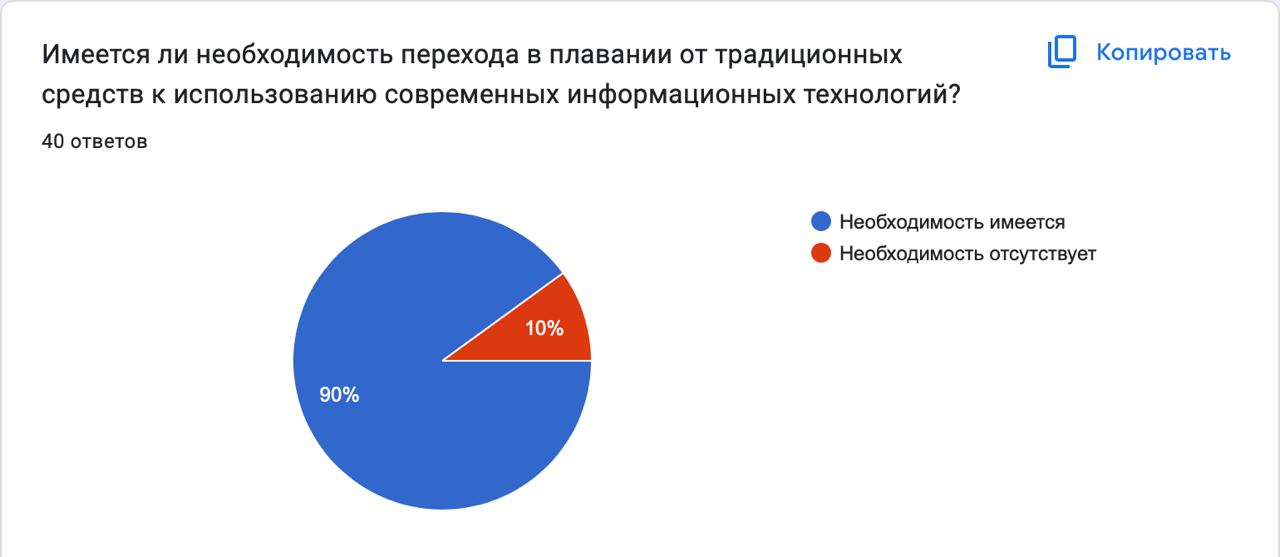 Имеется ли необходимость перехода в плавании от традиционных
средств к использованию современных информационных технологий?
Копировать
40 ответов
Необходимость имеется
Необходимость отсутствует
10%
90%